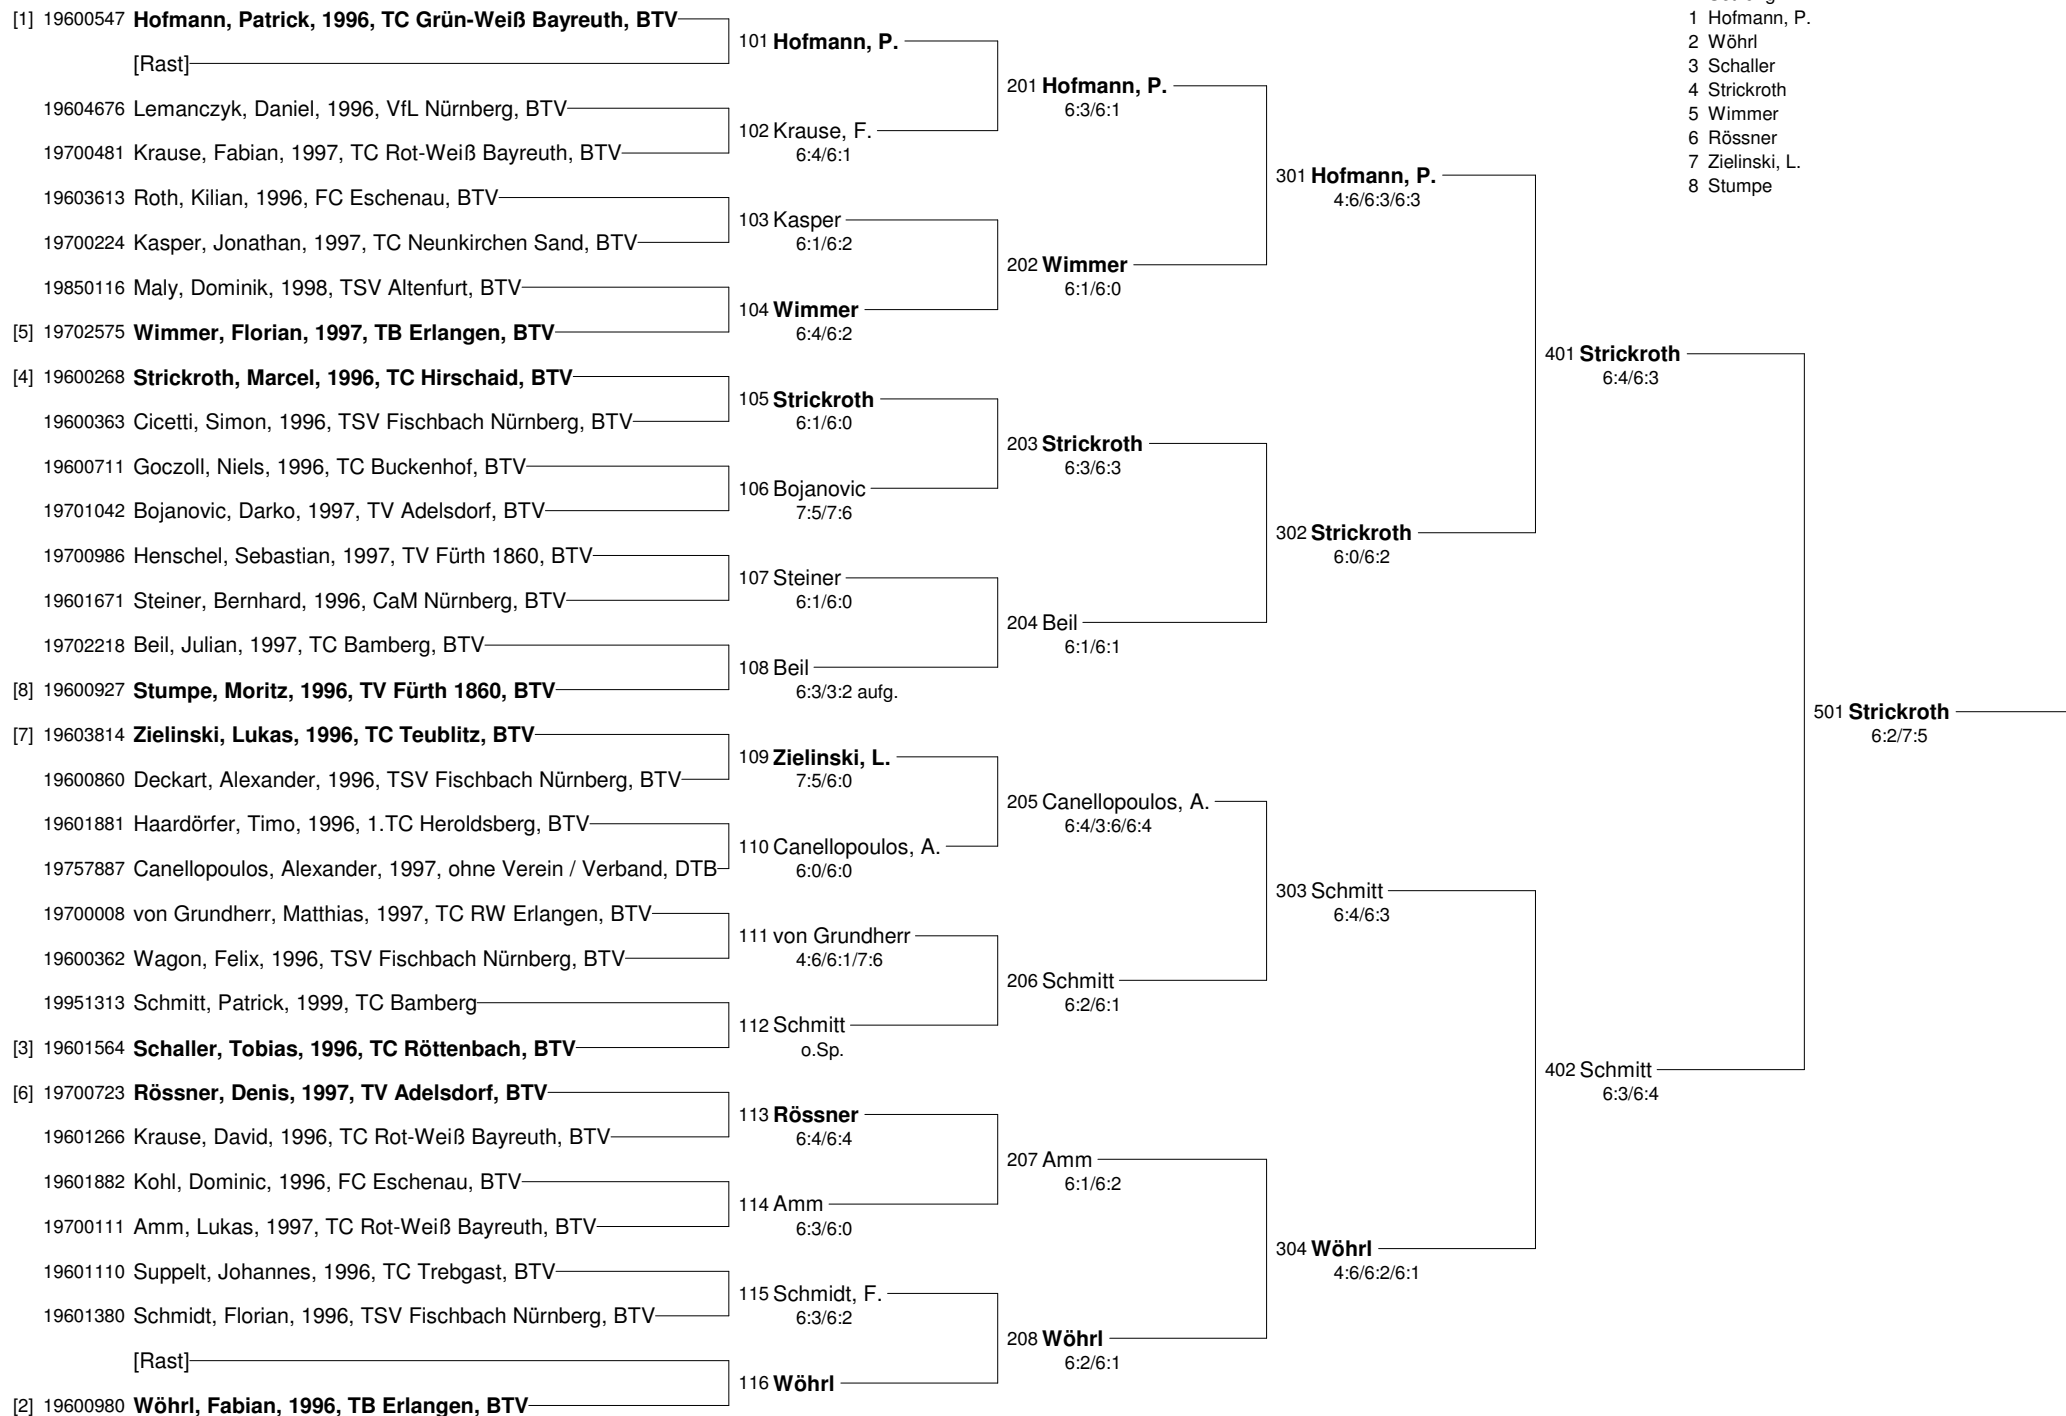 [1] 19600547 Hofmann, Patrick, 1996, TC Grün-Weiß Bayreuth, BTV
[Rast]
19604676 Lemanczyk, Daniel, 1996, VfL Nürnberg, BTV
19700481 Krause, Fabian, 1997, TC Rot-Weiß Bayreuth, BTV
19603613 Roth, Kilian, 1996, FC Eschenau, BTV
19700224 Kasper, Jonathan, 1997, TC Neunkirchen Sand, BTV
19850116 Maly, Dominik, 1998, TSV Altenfurt, BTV
[5] 19702575 Wimmer, Florian, 1997, TB Erlangen, BTV
[4] 19600268 Strickroth, Marcel, 1996, TC Hirschaid, BTV
19600363 Cicetti, Simon, 1996, TSV Fischbach Nürnberg, BTV
19600711 Goczoll, Niels, 1996, TC Buckenhof, BTV
19701042 Bojanovic, Darko, 1997, TV Adelsdorf, BTV
19700986 Henschel, Sebastian, 1997, TV Fürth 1860, BTV
19601671 Steiner, Bernhard, 1996, CaM Nürnberg, BTV
19702218 Beil, Julian, 1997, TC Bamberg, BTV
[8] 19600927 Stumpe, Moritz, 1996, TV Fürth 1860, BTV
[7] 19603814 Zielinski, Lukas, 1996, TC Teublitz, BTV
19600860 Deckart, Alexander, 1996, TSV Fischbach Nürnberg, BTV
19601881 Haardörfer, Timo, 1996, 1.TC Heroldsberg, BTV
19757887 Canellopoulos, Alexander, 1997, ohne Verein / Verband, DTB
19700008 von Grundherr, Matthias, 1997, TC RW Erlangen, BTV
19600362 Wagon, Felix, 1996, TSV Fischbach Nürnberg, BTV
19951313 Schmitt, Patrick, 1999, TC Bamberg
[3] 19601564 Schaller, Tobias, 1996, TC Röttenbach, BTV
[6] 19700723 Rössner, Denis, 1997, TV Adelsdorf, BTV
19601266 Krause, David, 1996, TC Rot-Weiß Bayreuth, BTV
19601882 Kohl, Dominic, 1996, FC Eschenau, BTV
19700111 Amm, Lukas, 1997, TC Rot-Weiß Bayreuth, BTV
19601110 Suppelt, Johannes, 1996, TC Trebgast, BTV
19601380 Schmidt, Florian, 1996, TSV Fischbach Nürnberg, BTV
[Rast]
[2] 19600980 Wöhrl, Fabian, 1996, TB Erlangen, BTV
101 Hofmann, P.
102 Krause, F.
6:4/6:1
103 Kasper
6:1/6:2
104 Wimmer
6:4/6:2
105 Strickroth
6:1/6:0
106 Bojanovic
7:5/7:6
107 Steiner
6:1/6:0
108 Beil
6:3/3:2 aufg.
109 Zielinski, L.
7:5/6:0
110 Canellopoulos, A.
6:0/6:0
111 von Grundherr
4:6/6:1/7:6
112 Schmitt
o.Sp.
113 Rössner
6:4/6:4
114 Amm
6:3/6:0
115 Schmidt, F.
6:3/6:2
116 Wöhrl
201 Hofmann, P.
6:3/6:1
202 Wimmer
6:1/6:0
203 Strickroth
6:3/6:3
204 Beil
6:1/6:1
205 Canellopoulos, A.
6:4/3:6/6:4
206 Schmitt
6:2/6:1
207 Amm
6:1/6:2
208 Wöhrl
6:2/6:1
301 Hofmann, P.
4:6/6:3/6:3
302 Strickroth
6:0/6:2
303 Schmitt
6:4/6:3
304 Wöhrl
4:6/6:2/6:1
401 Strickroth
6:4/6:3
402 Schmitt
6:3/6:4
501 Strickroth
6:2/7:5
1 Hofmann, P.
2 Wöhrl
3 Schaller
4 Strickroth
5 Wimmer
6 Rössner
7 Zielinski, L.
8 Stumpe